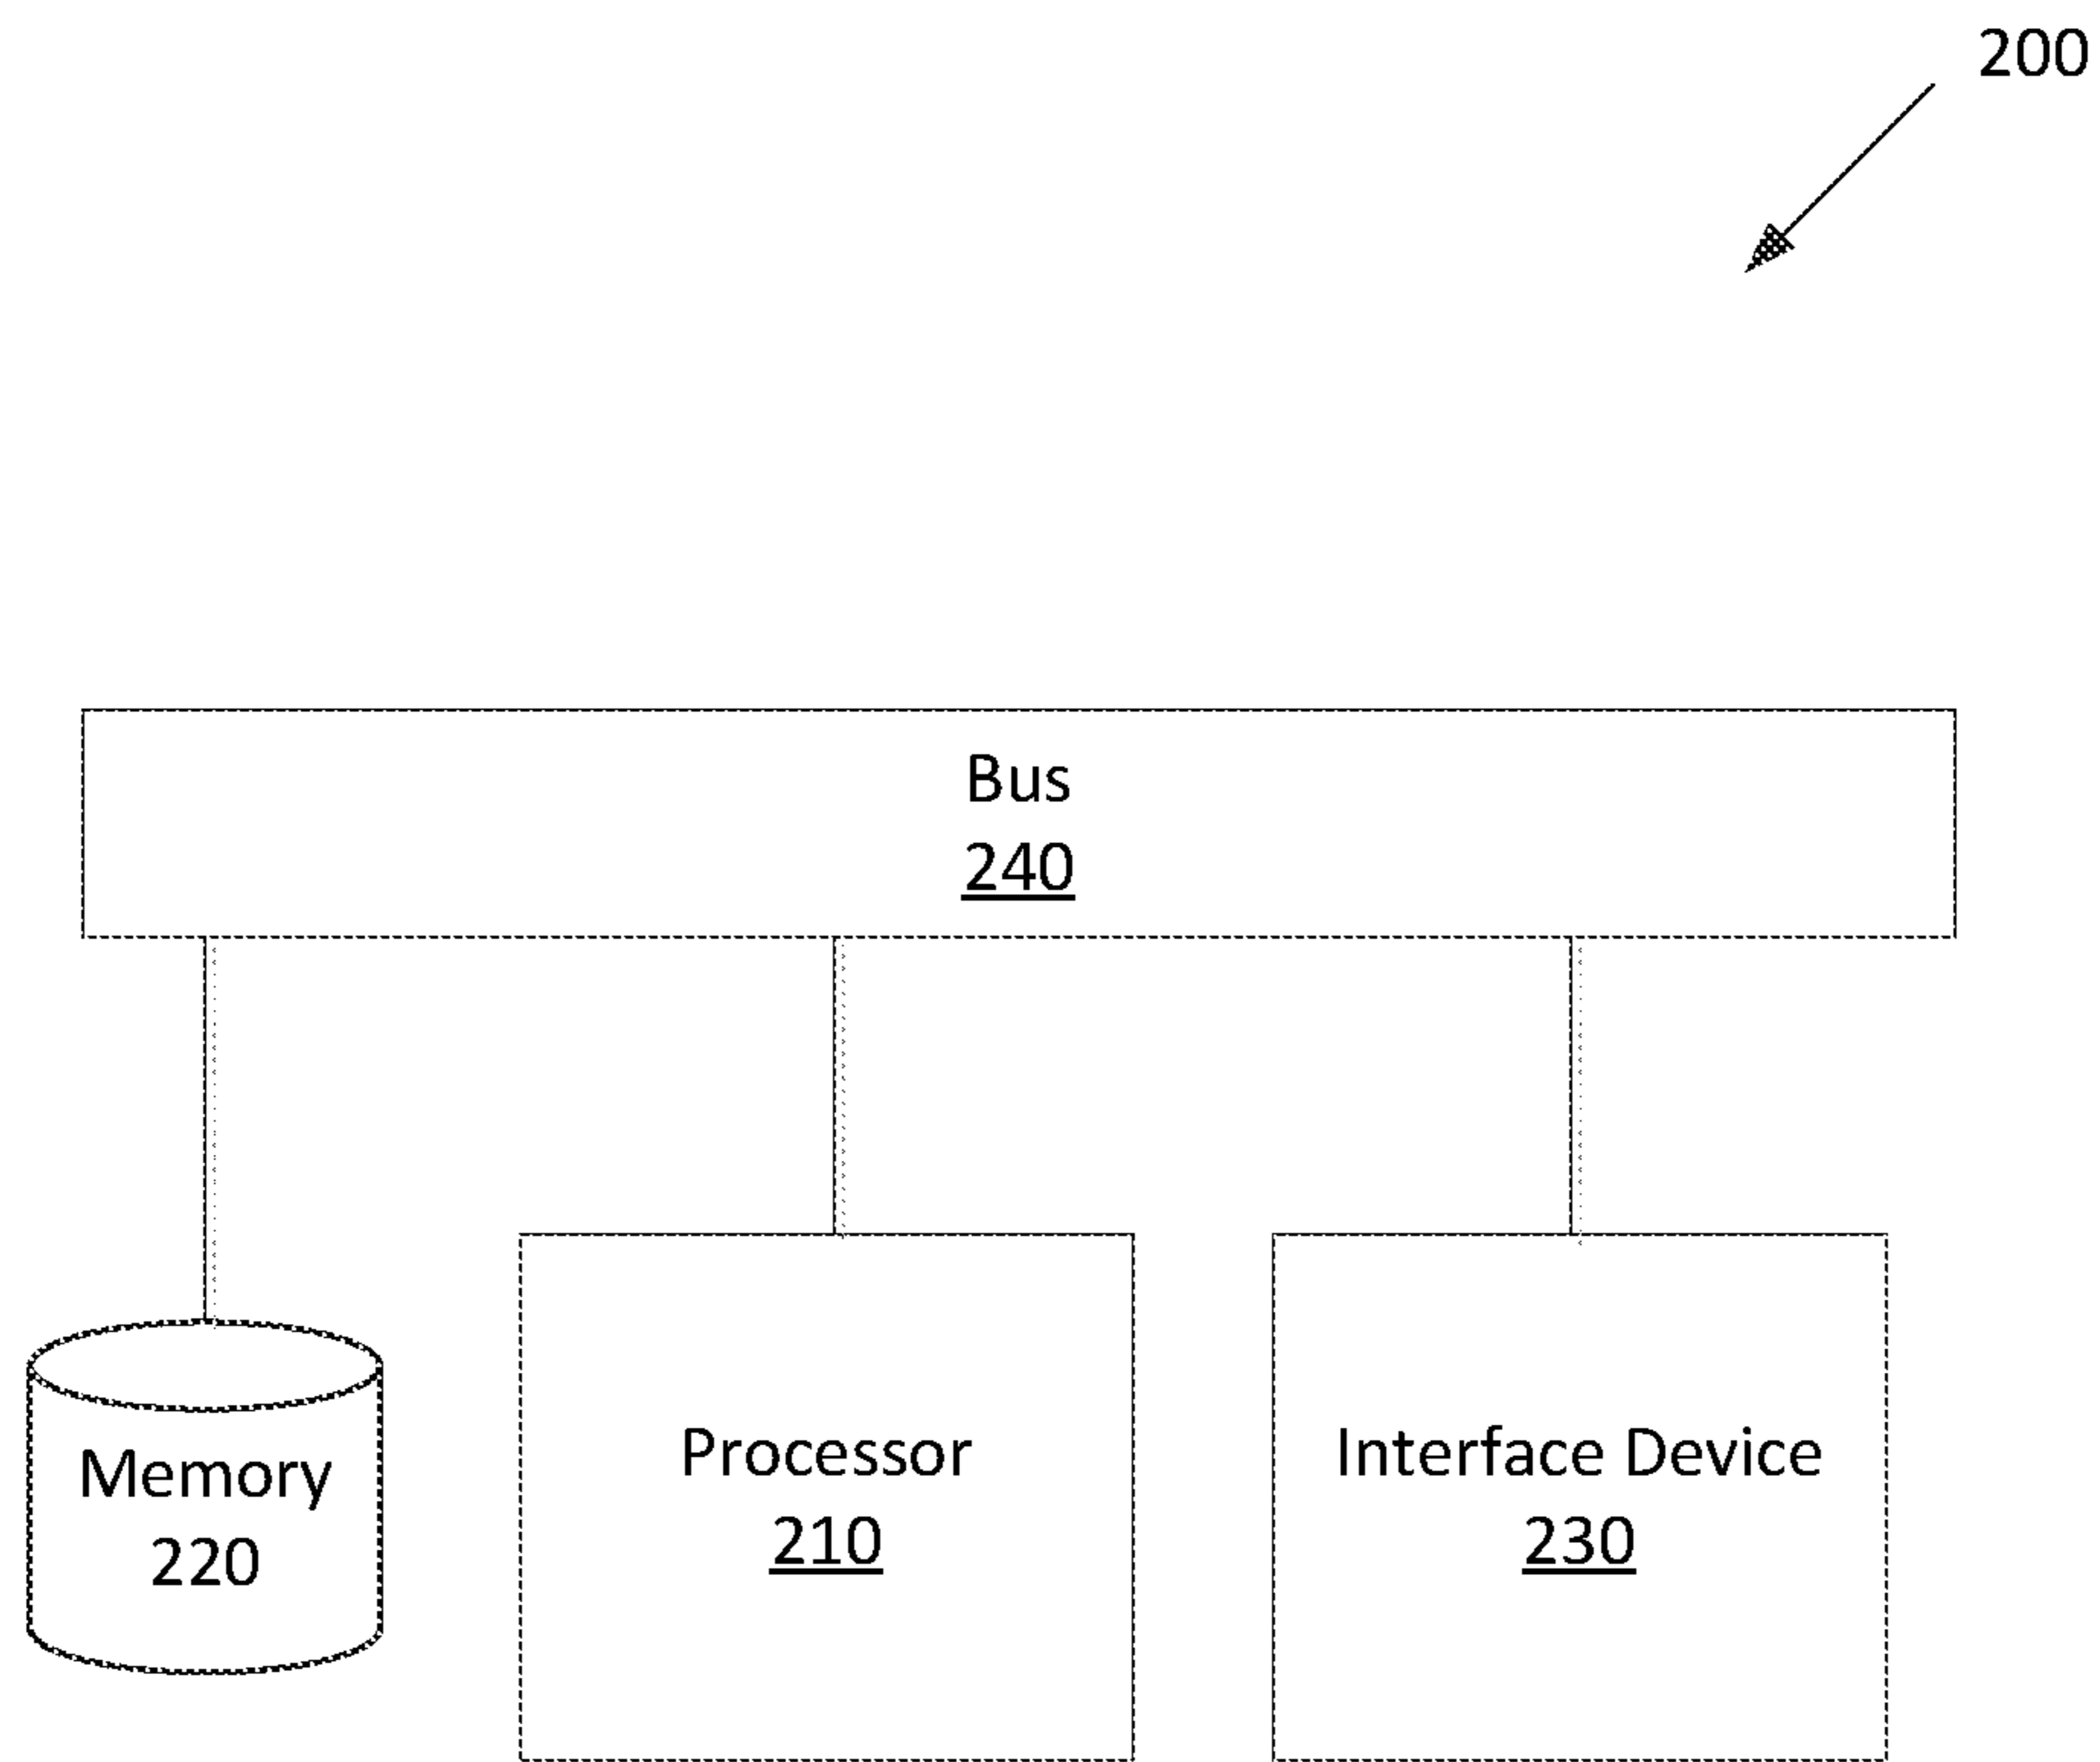 200
Bus
240
Memory
220
Processor
210
Interface Device
230